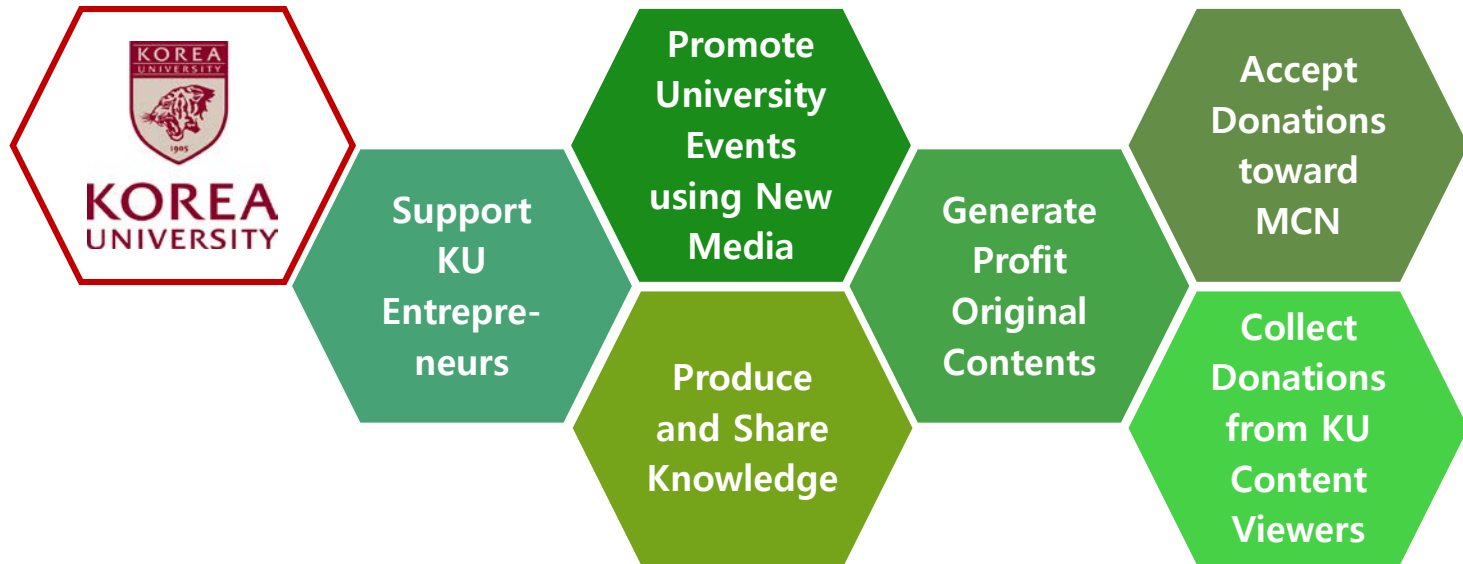 KOREA
UNIVERSITY
1905
KOREA
UNIVERSITY
Support
KU
Entrepre-
neurs
Promote
University
Events
using New
Media
Produce
and Share
Knowledge
Generate
Profit
Original
Contents
Accept
Donations
toward
MCN
Collect
Donations
from KU
Content
Viewers